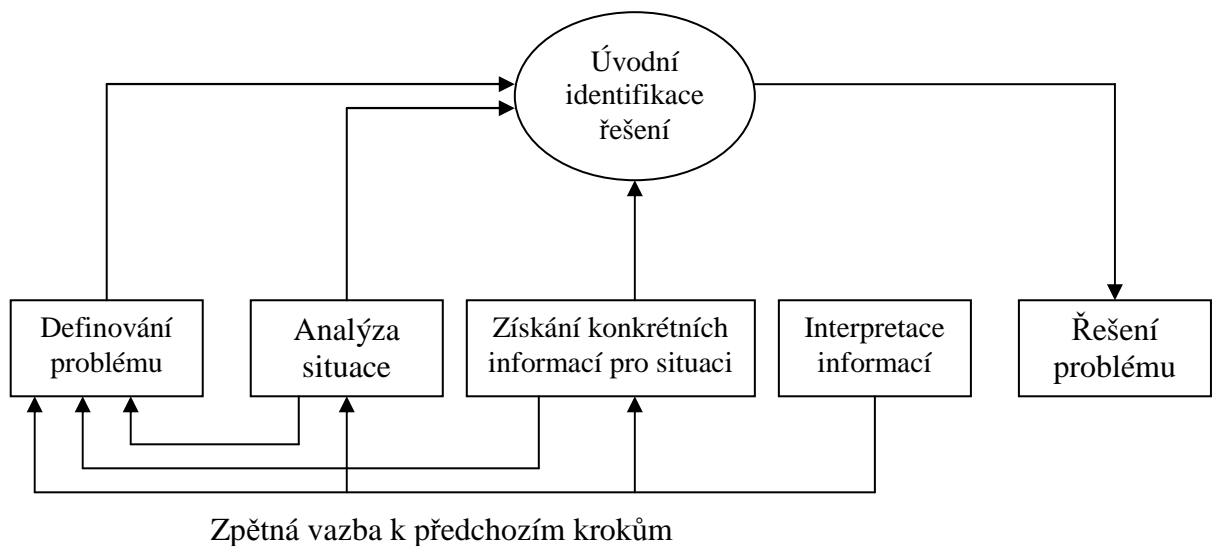 Úvodní
identifikace
řešení
Definování
problému
Analýza
situace
Získání konkrétních
informací pro situaci
Interpretace
informací
Řešení
problému
Zpětná vazba k předchozím krokům